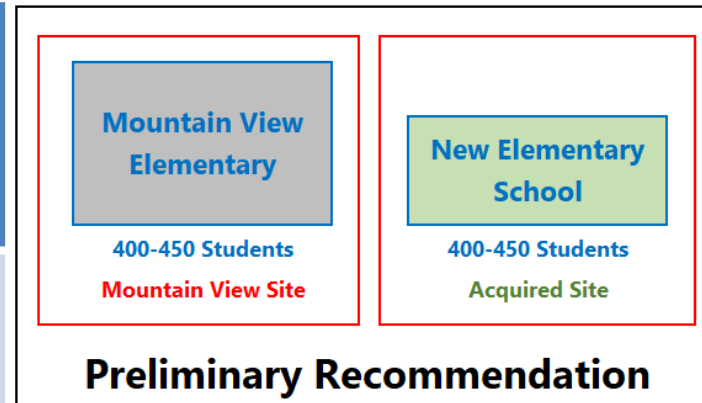 Mountain View
Elementary
400-450 Students
Mountain View Site
New Elementary
School
400-450 Students
Acquired Site
Preliminary Recommendation